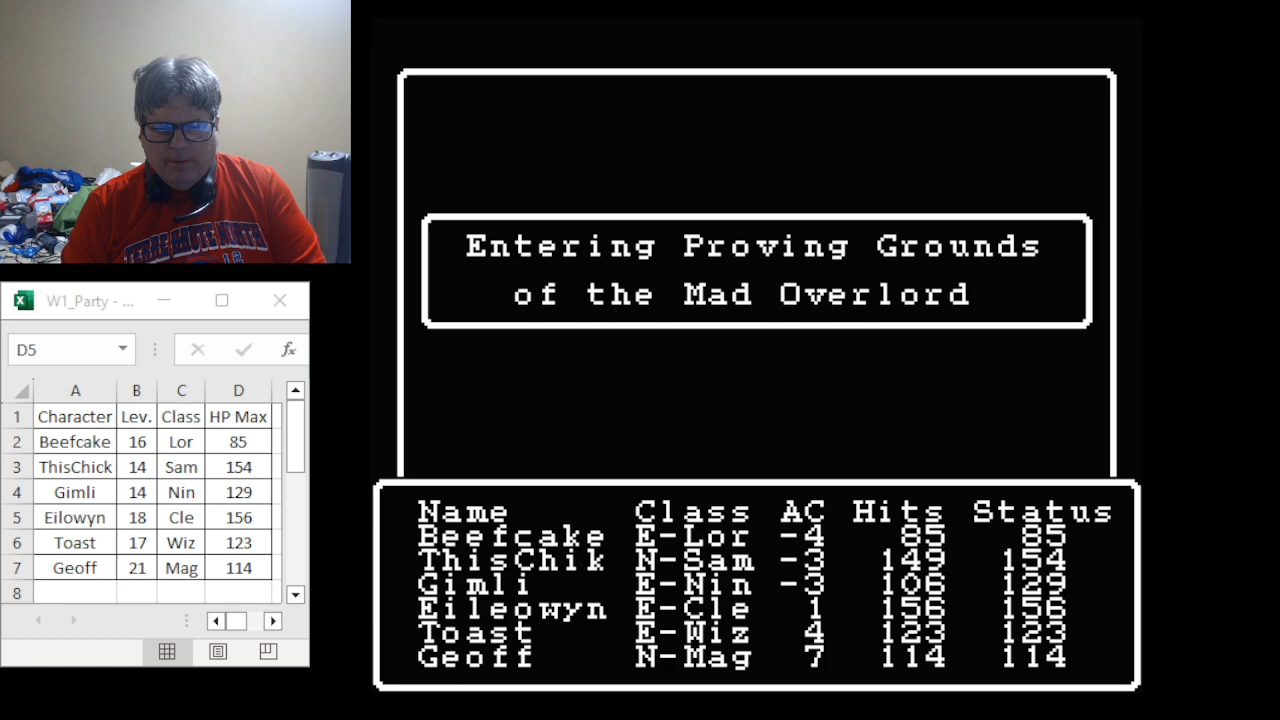 TERRE HAUTE NORTH
W1_Party - ...
D5
fx
A B C D
1 Character Lev. Class HP Max
2 Beefcake 16 Lor 85
3 ThisChick 14 Sam 154
4 Gimli 14 Nin 129
5 Eilowyn 18 Cle 156
6 Toast 17 Wiz 123
7 Geoff 21 Mag 114
8
Entering Proving Grounds
of the Mad Overlord
Name Class AC Hits Status
Beefcake E-Lor -4 85 85
ThisChik N-Sam -3 149 154
Gimli E-Nin -3 106 129
Eileowyn E-Cle 1 156 156
Toast E-Wiz 4 123 123
Geoff N-Mag 7 114 114